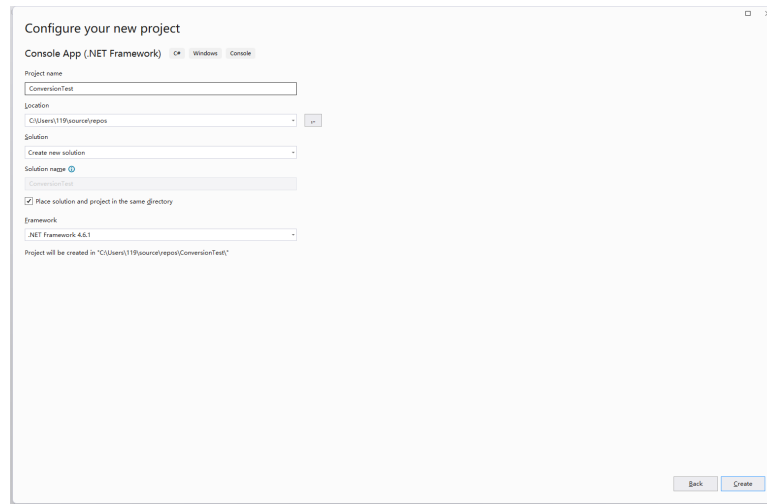 Configure your new project
Console App (.NET Framework) C# Windows Console
Project name
ConversionTest
Location
C:\Users\119\source\repos
...
Solution
Create new solution
Solution name
ConversionTest
Place solution and project in the same directory
Framework
.NET Framework 4.6.1
Project will be created in "C:\Users\119\source\repos\ConversionTest\"
Back Create